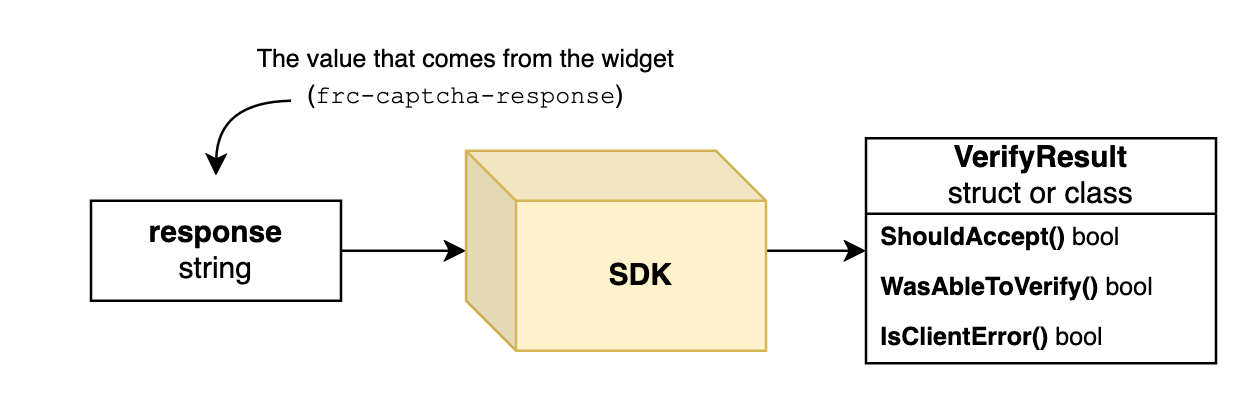 The value that comes from the widget
(frc-captcha-response)
response
string
SDK
VerifyResult
struct or class
ShouldAccept() bool
WasAbleToVerify() bool
IsClientError() bool